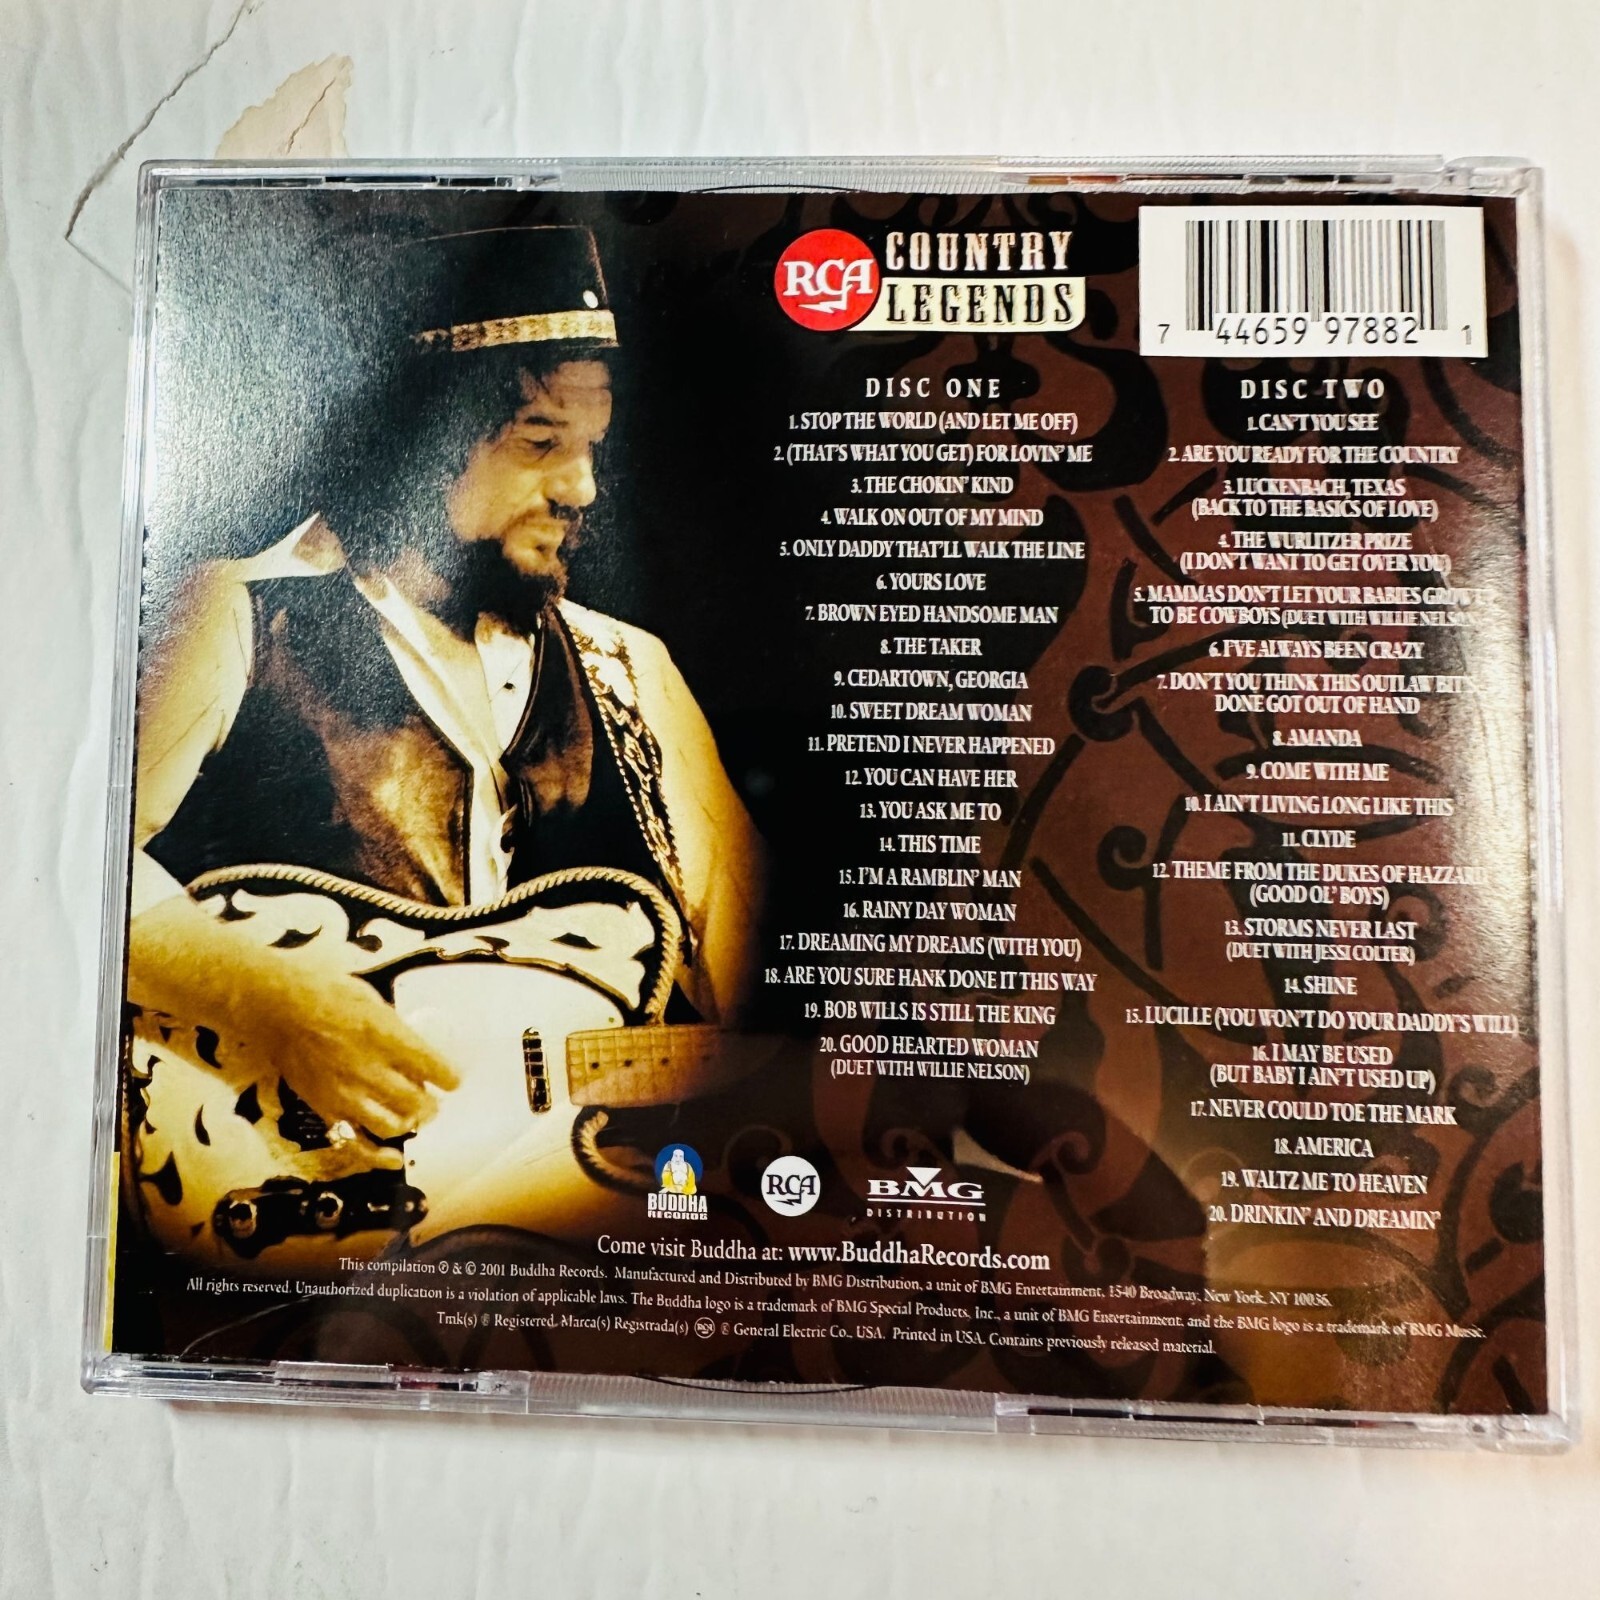 RCA
COUNTRY
LEGENDS
7 44659 97882 1
DISC ONE
1. STOP THE WORLD (AND LET ME OFF)
2. (THAT'S WHAT YOU GET) FOR LOVIN' ME
3. THE CHOKIN' KIND
4. WALK ON OUT OF MY MIND
5. ONLY DADDY THAT'LL WALK THE LINE
6. YOURS LOVE
7. BROWN EYED HANDSOME MAN
8. THE TAKER
9. CEDARTOWN, GEORGIA
10. SWEET DREAM WOMAN
11. PRETEND I NEVER HAPPENED
12. YOU CAN HAVE HER
13. YOU ASK ME TO
14. THIS TIME
15. I'M A RAMBLIN' MAN
16. RAINY DAY WOMAN
17. DREAMING MY DREAMS (WITH YOU)
18. ARE YOU SURE HANK DONE IT THIS WAY
19. BOB WILLS IS STILL THE KING
20. GOOD HEARTED WOMAN
(DUET WITH WILLIE NELSON)
DISC TWO
1. CAN'T YOU SEE
2. ARE YOU READY FOR THE COUNTRY
3. LUCKENBACH, TEXAS
(BACK TO THE BASICS OF LOVE)
4. THE WURLITZER PRIZE
(I DON'T WANT TO GET OVER YOU)
5. MAMMAS DON'T LET YOUR BABIES GROW UP
TO BE COWBOYS (DUET WITH WILLIE NELSON)
6. I'VE ALWAYS BEEN CRAZY
7. DON'T YOU THINK THIS OUTLAW BIT'S
DONE GOT OUT OF HAND
8. AMANDA
9. COME WITH ME
10. I AIN'T LIVING LONG LIKE THIS
11. CLYDE
12. THEME FROM THE DUKES OF HAZZARD
(GOOD OL' BOYS)
13. STORMS NEVER LAST
(DUET WITH JESSI COLTER)
14. SHINE
15. LUCILLE (YOU WON'T DO YOUR DADDY'S WILL)
16. I MAY BE USED
(BUT BABY I AIN'T USED UP)
17. NEVER COULD TOE THE MARK
18. AMERICA
19. WALTZ ME TO HEAVEN
20. DRINKIN' AND DREAMIN'
BUDDHA
RECORDS
RCA
BMG
DISTRIBUTION
Come visit Buddha at: www.BuddhaRecords.com
This compilation ℗ & © 2001 Buddha Records. Manufactured and Distributed by BMG Distribution, a unit of BMG Entertainment, 1540 Broadway, New York, NY 10036.
All rights reserved. Unauthorized duplication is a violation of applicable laws. The Buddha logo is a trademark of BMG Special Products, Inc., a unit of BMG Entertainment, and the BMG logo is a trademark of BMG Music.
Tmk(s) ® Registered. Marca(s) Registrada(s) RCA ® General Electric Co., USA. Printed in USA. Contains previously released material.